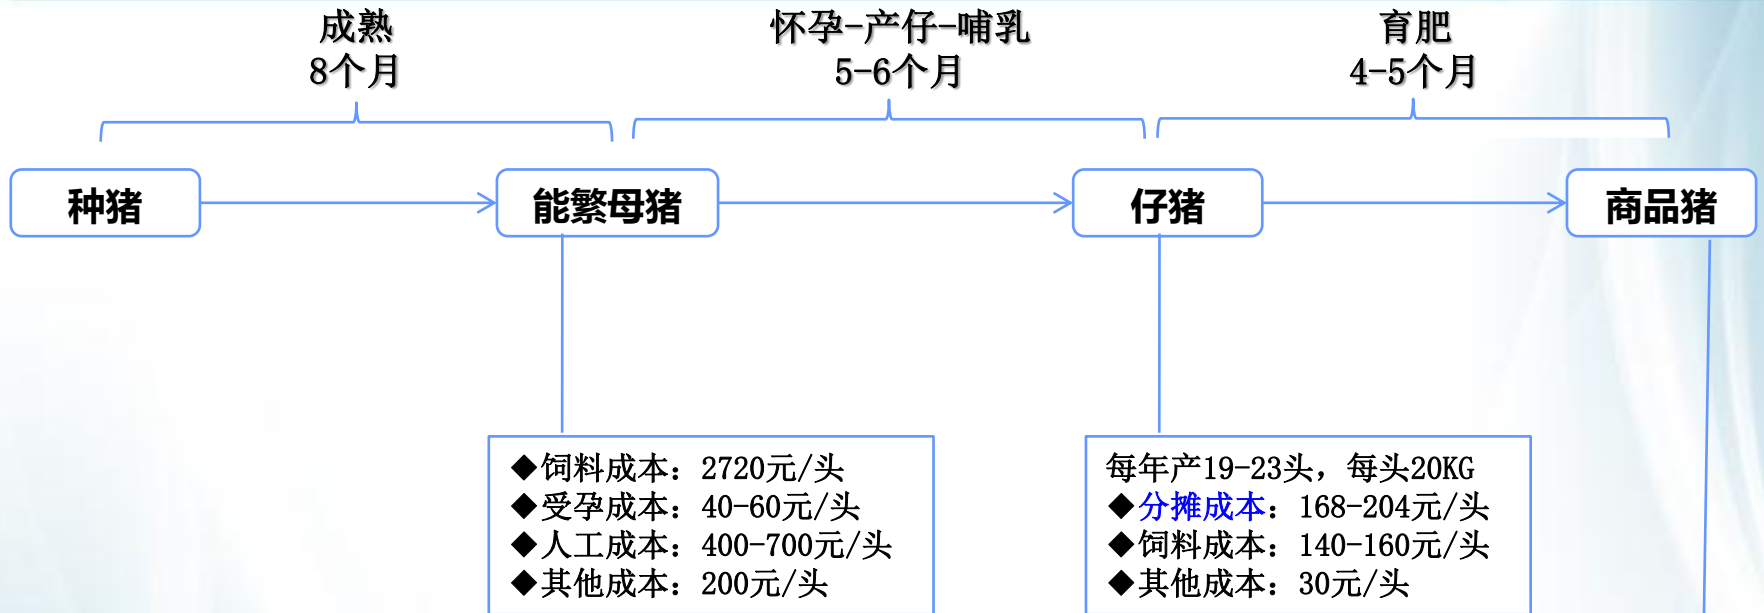 成熟
8个月
怀孕-产仔-哺乳
5-6个月
育肥
4-5个月
种猪
能繁母猪
仔猪
商品猪
◆饲料成本：2720元/头
◆受孕成本：40-60元/头
◆人工成本：400-700元/头
◆其他成本：200元/头
每年产19-23头，每头20KG
◆分摊成本：168-204元/头
◆饲料成本：140-160元/头
◆其他成本：30元/头